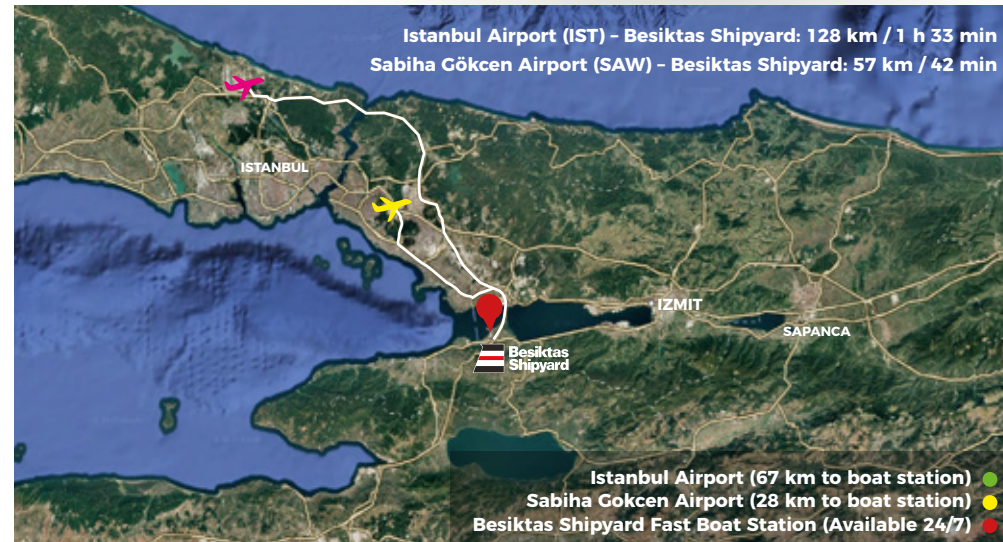 Istanbul Airport (IST) – Besiktas Shipyard: 128 km / 1 h 33 min
Sabiha Gökcen Airport (SAW) – Besiktas Shipyard: 57 km / 42 min
ISTANBUL
IZMIT
SAPANCA
Besiktas
Shipyard
Istanbul Airport (67 km to boat station)
Sabiha Gokcen Airport (28 km to boat station)
Besiktas Shipyard Fast Boat Station (Available 24/7)